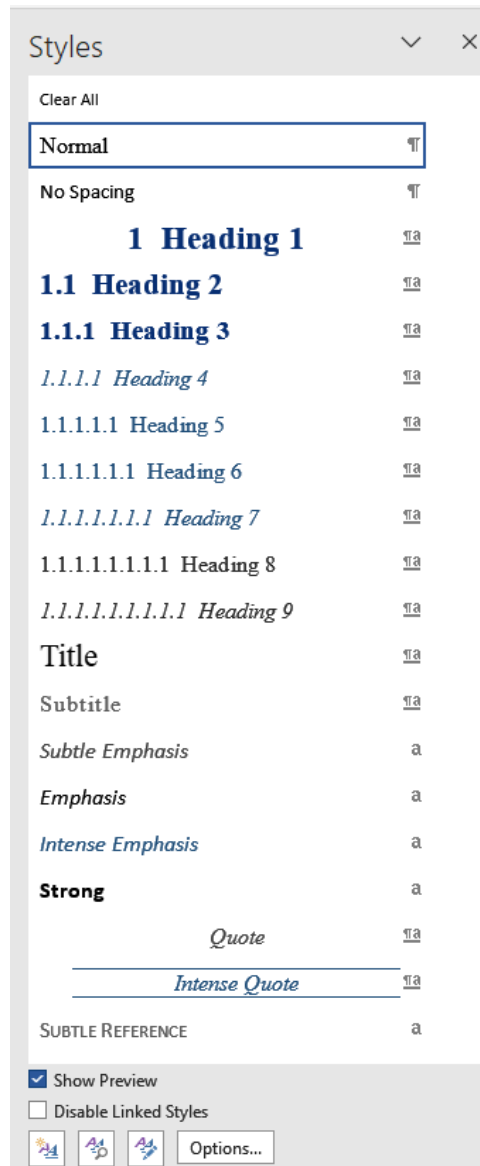 Styles
Clear All
Normal ¶
No Spacing ¶
1 Heading 1 ¶a
1.1 Heading 2 ¶a
1.1.1 Heading 3 ¶a
1.1.1.1 Heading 4 ¶a
1.1.1.1.1 Heading 5 ¶a
1.1.1.1.1.1 Heading 6 ¶a
1.1.1.1.1.1.1 Heading 7 ¶a
1.1.1.1.1.1.1.1 Heading 8 ¶a
1.1.1.1.1.1.1.1.1 Heading 9 ¶a
Title ¶a
Subtitle ¶a
Subtle Emphasis a
Emphasis a
Intense Emphasis a
Strong a
Quote ¶a
Intense Quote ¶a
SUBTLE REFERENCE a
Show Preview
Disable Linked Styles
Options...